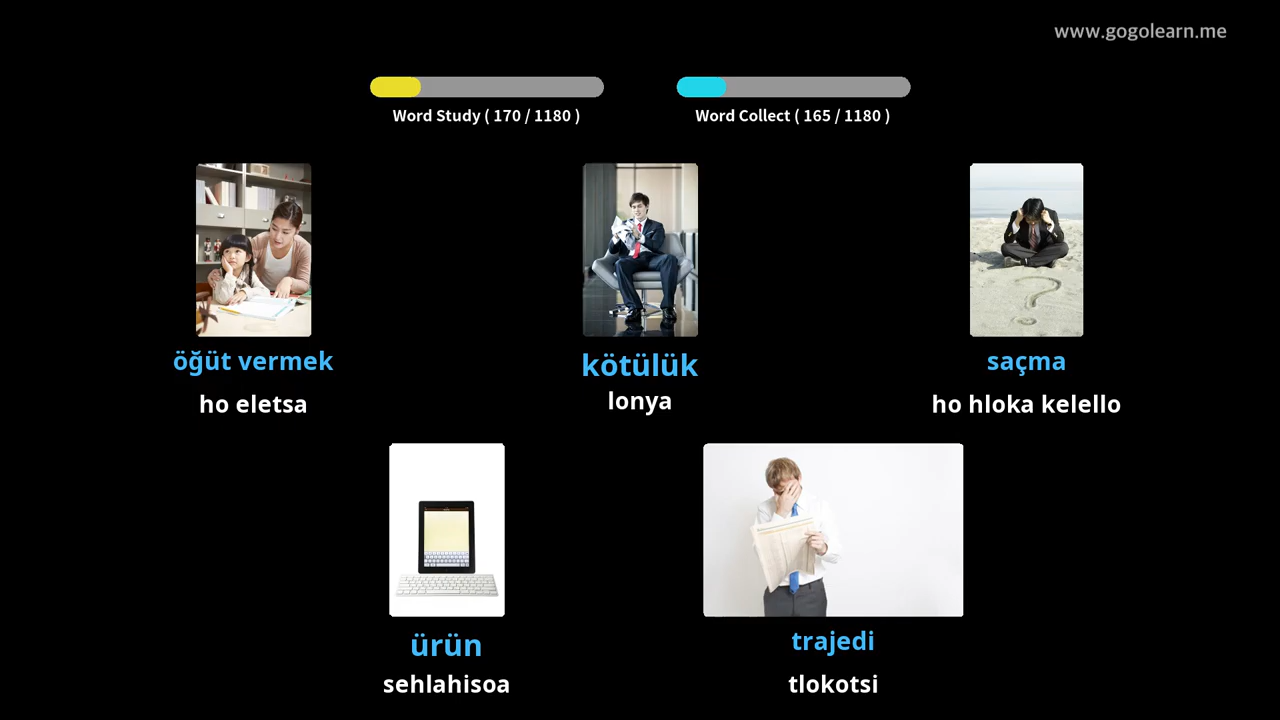 www.gogolearn.me
Word Study ( 170 / 1180 )
Word Collect ( 165 / 1180 )
öğüt vermek
ho eletsa
kötülük
lonya
saçma
ho hloka kelello
ürün
sehlahisoa
trajedi
tlokotsi